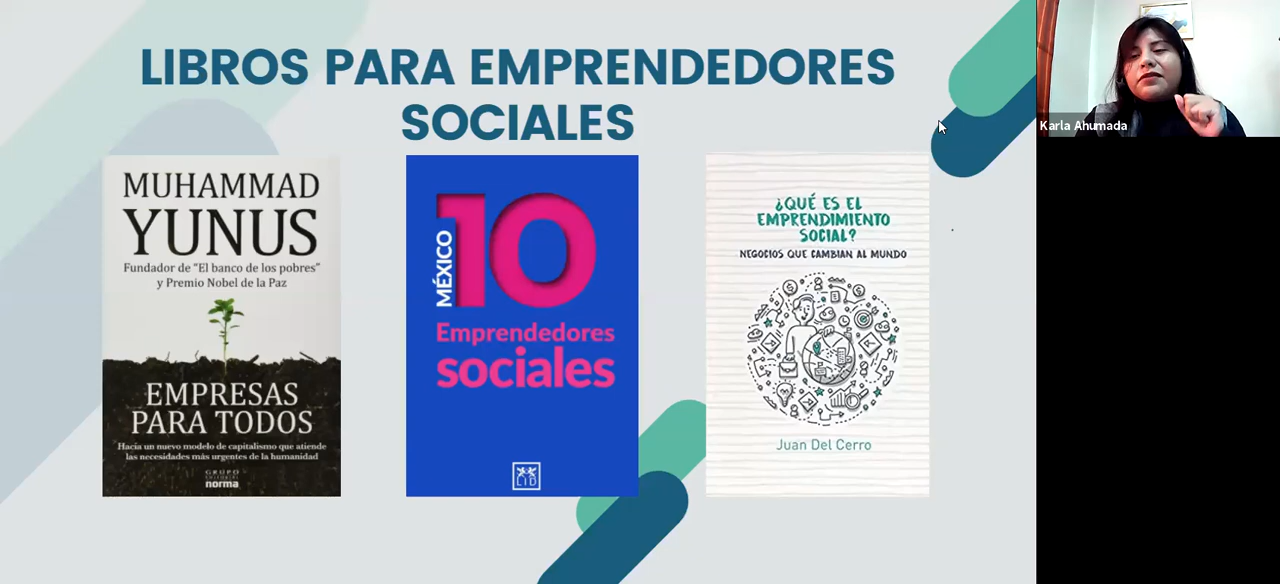 LIBROS PARA EMPRENDEDORES
SOCIALES
MUHAMMAD
YUNUS
Fundador de "El banco de los pobres"
y Premio Nobel de la Paz
EMPRESAS
PARA TODOS
Hacia un nuevo modelo de capitalismo que atiende
las necesidades más urgentes de la humanidad
GRUPO
EDITORIAL
norma
MÉXICO
10
Emprendedores
sociales
LID
¿QUÉ ES EL
EMPRENDIMIENTO
SOCIAL?
NEGOCIOS QUE CAMBIAN AL MUNDO
Juan Del Cerro
Karla Ahumada